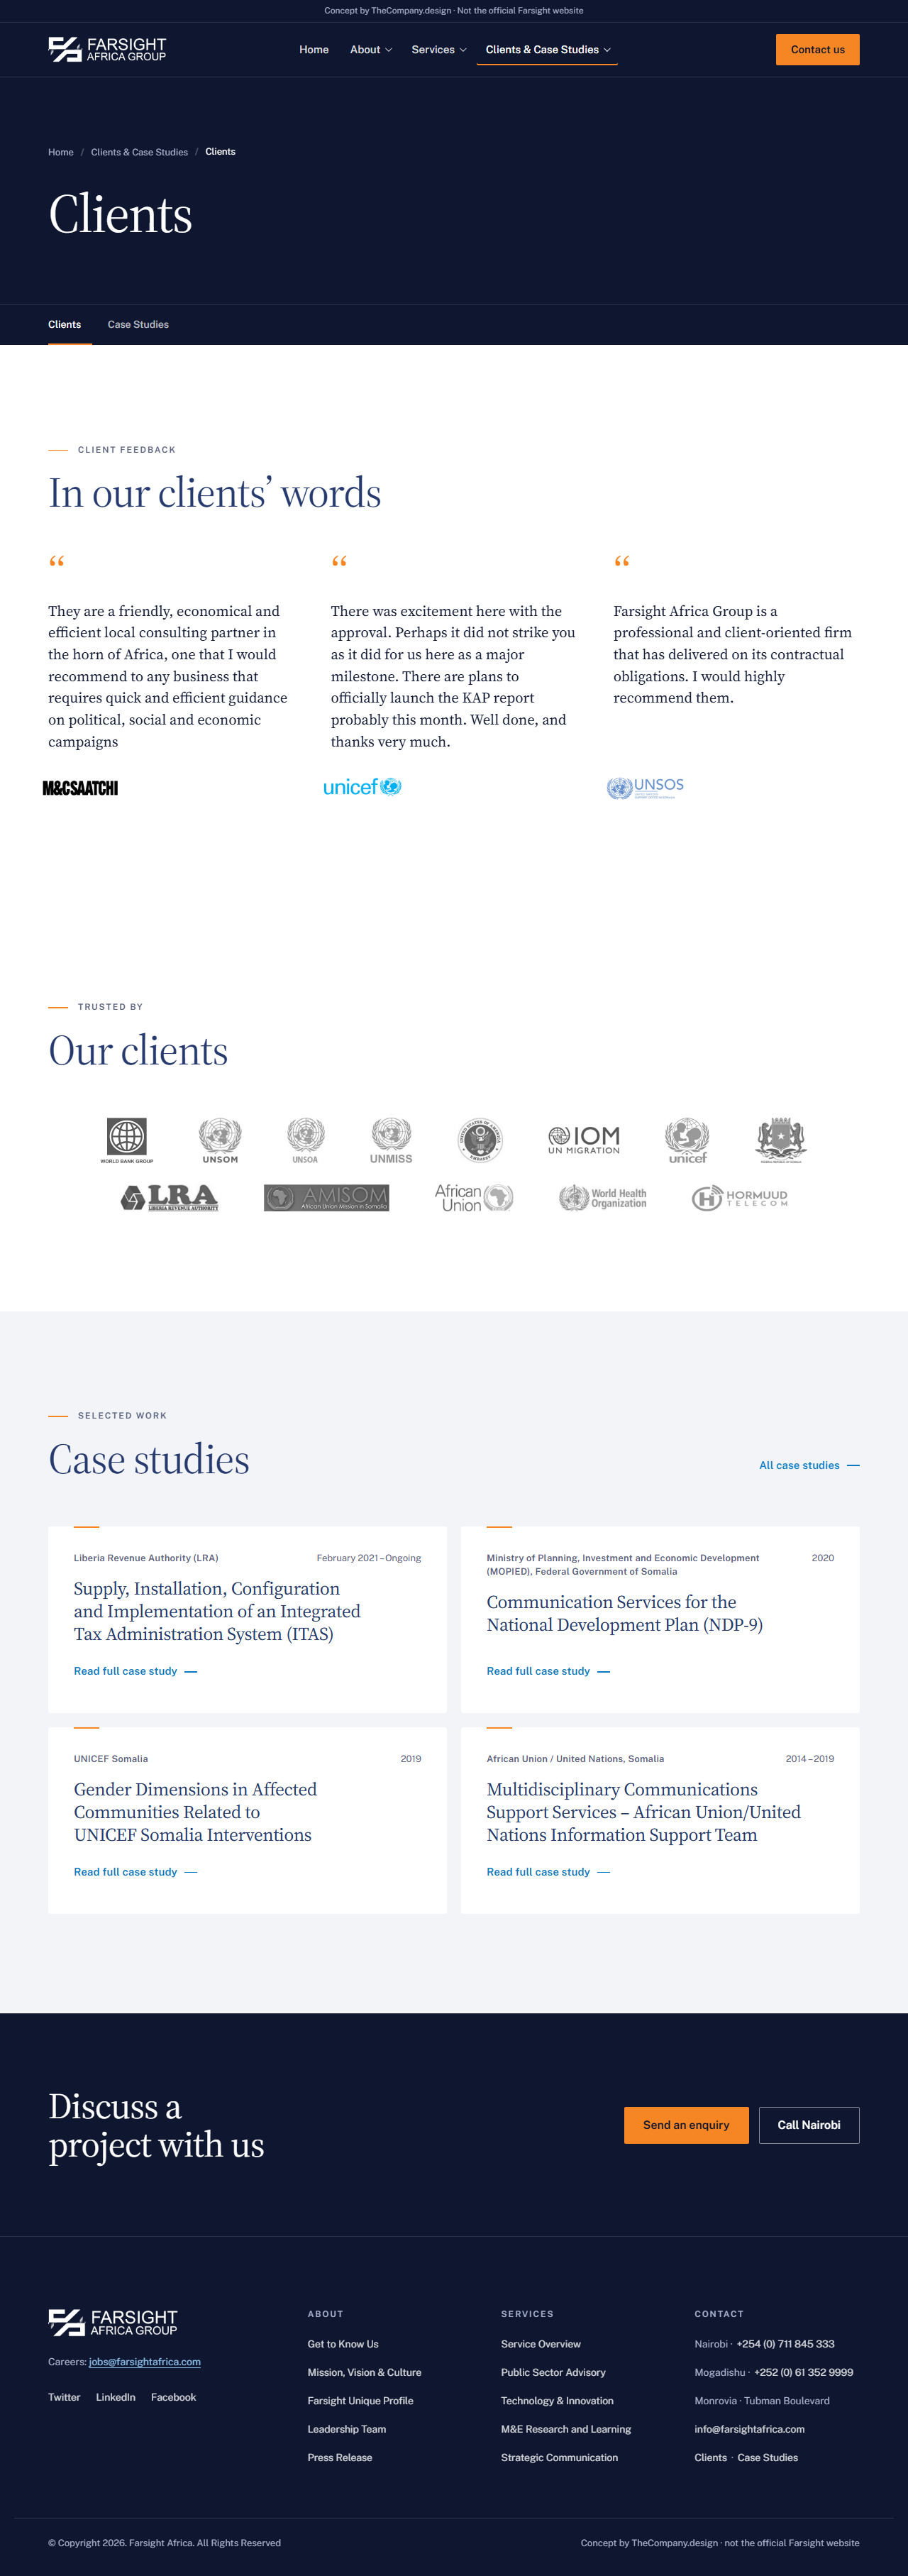 Concept by TheCompany.design · Not the official Farsight website
FARSIGHT
AFRICA GROUP
Home
About
Services
Clients & Case Studies
Contact us
Home / Clients & Case Studies / Clients
Clients
Clients
Case Studies
CLIENT FEEDBACK
In our clients’ words
“
They are a friendly, economical and
efficient local consulting partner in
the horn of Africa, one that I would
recommend to any business that
requires quick and efficient guidance
on political, social and economic
campaigns
M&CSAATCHI
“
There was excitement here with the
approval. Perhaps it did not strike you
as it did for us here as a major
milestone. There are plans to
officially launch the KAP report
probably this month. Well done, and
thanks very much.
unicef
“
Farsight Africa Group is a
professional and client-oriented firm
that has delivered on its contractual
obligations. I would highly
recommend them.
UNSOS
TRUSTED BY
Our clients
WORLD BANK GROUP
UNSOM
UNSOA
UNMISS
IOM
UN MIGRATION
unicef
LRA
LIBERIA REVENUE AUTHORITY
AMISOM
African Union Mission in Somalia
African
Union
World Health
Organization
HORMUUD
TELECOM
SELECTED WORK
Case studies
All case studies
Liberia Revenue Authority (LRA)
February 2021 – Ongoing
Supply, Installation, Configuration
and Implementation of an Integrated
Tax Administration System (ITAS)
Read full case study
Ministry of Planning, Investment and Economic Development
(MOPIED), Federal Government of Somalia
2020
Communication Services for the
National Development Plan (NDP-9)
Read full case study
UNICEF Somalia
2019
Gender Dimensions in Affected
Communities Related to
UNICEF Somalia Interventions
Read full case study
African Union / United Nations, Somalia
2014 – 2019
Multidisciplinary Communications
Support Services – African Union/United
Nations Information Support Team
Read full case study
Discuss a
project with us
Send an enquiry
Call Nairobi
FARSIGHT
AFRICA GROUP
Careers: jobs@farsightafrica.com
Twitter
LinkedIn
Facebook
ABOUT
Get to Know Us
Mission, Vision & Culture
Farsight Unique Profile
Leadership Team
Press Release
SERVICES
Service Overview
Public Sector Advisory
Technology & Innovation
M&E Research and Learning
Strategic Communication
CONTACT
Nairobi · +254 (0) 711 845 333
Mogadishu · +252 (0) 61 352 9999
Monrovia · Tubman Boulevard
info@farsightafrica.com
Clients · Case Studies
© Copyright 2026. Farsight Africa. All Rights Reserved
Concept by TheCompany.design · not the official Farsight website